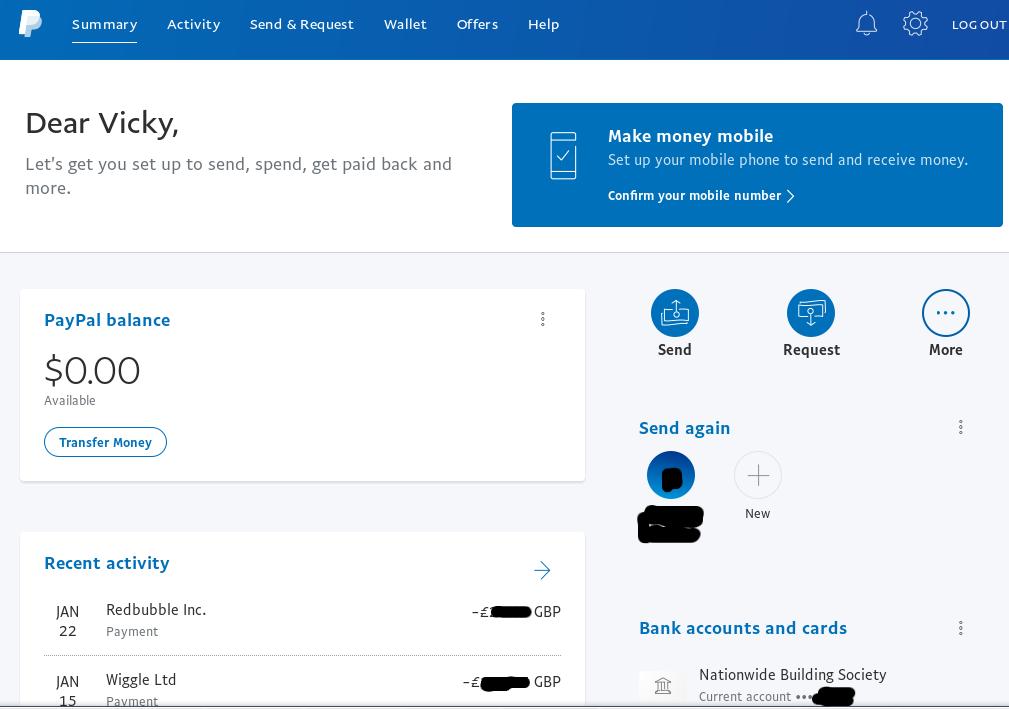 Summary Activity Send & Request Wallet Offers Help LOG OUT
Dear Vicky,
Let's get you set up to send, spend, get paid back and
more.
Make money mobile
Set up your mobile phone to send and receive money.
Confirm your mobile number
PayPal balance
$0.00
Available
Transfer Money
Send Request More
Send again
New
Recent activity
JAN
22
Redbubble Inc.
Payment
-£ GBP
JAN
15
Wiggle Ltd
Payment
-£ GBP
Bank accounts and cards
Nationwide Building Society
Current account •••